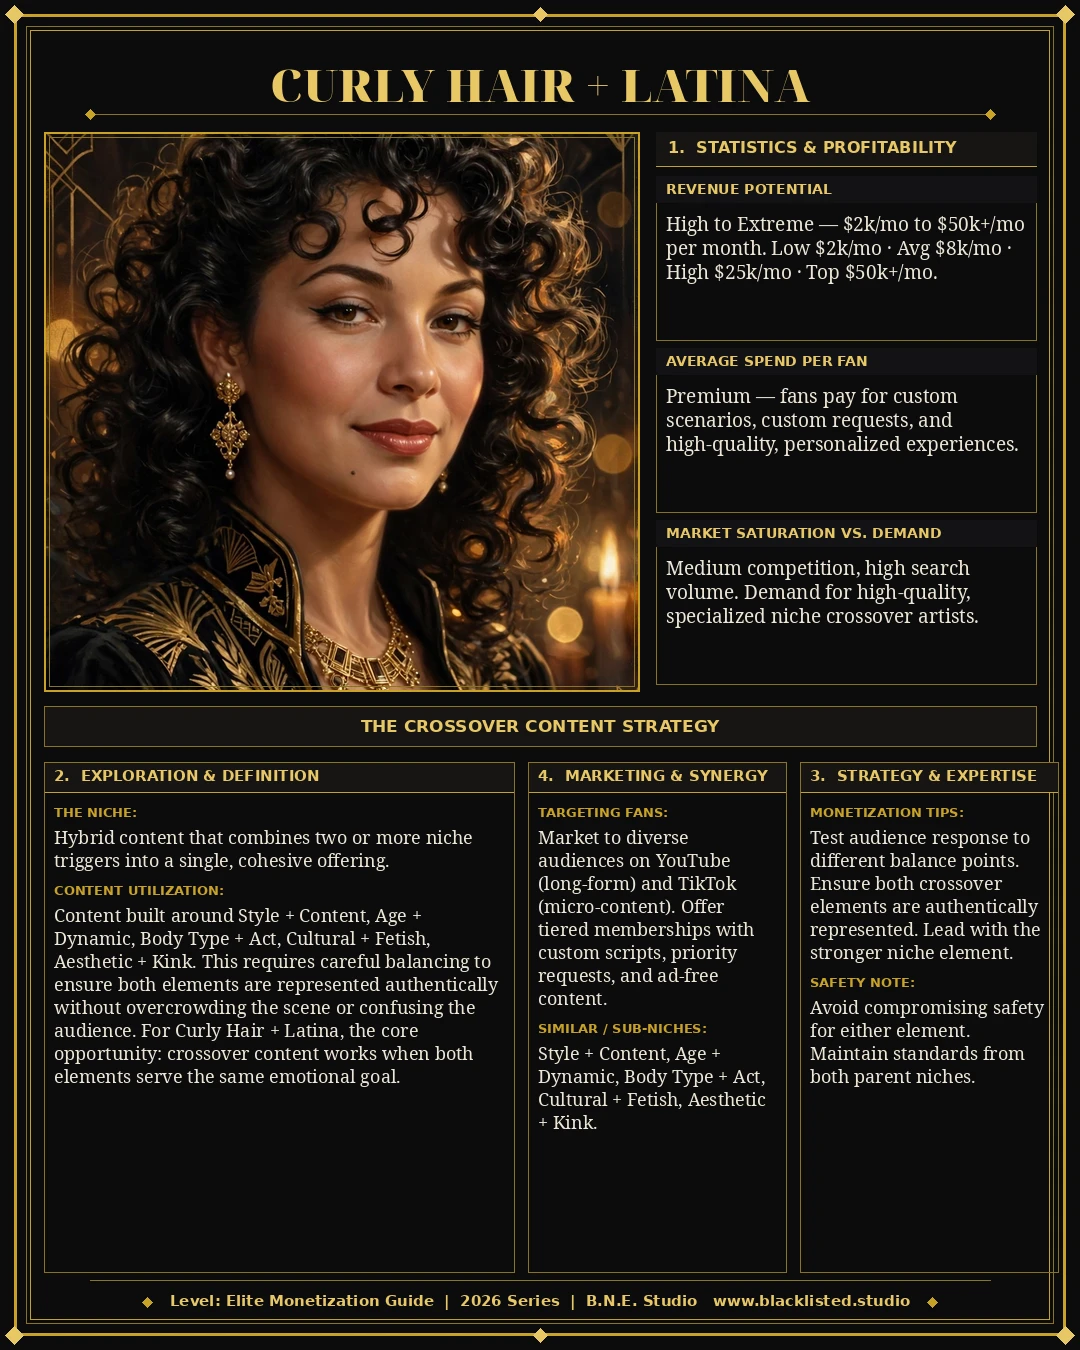 CURLY HAIR + LATINA
1. STATISTICS & PROFITABILITY
REVENUE POTENTIAL
High to Extreme — $2k/mo to $50k+/mo
per month. Low $2k/mo · Avg $8k/mo ·
High $25k/mo · Top $50k+/mo.
AVERAGE SPEND PER FAN
Premium — fans pay for custom
scenarios, custom requests, and
high-quality, personalized experiences.
MARKET SATURATION VS. DEMAND
Medium competition, high search
volume. Demand for high-quality,
specialized niche crossover artists.
THE CROSSOVER CONTENT STRATEGY
2. EXPLORATION & DEFINITION
THE NICHE:
Hybrid content that combines two or more niche
triggers into a single, cohesive offering.
CONTENT UTILIZATION:
Content built around Style + Content, Age +
Dynamic, Body Type + Act, Cultural + Fetish,
Aesthetic + Kink. This requires careful balancing to
ensure both elements are represented authentically
without overcrowding the scene or confusing the
audience. For Curly Hair + Latina, the core
opportunity: crossover content works when both
elements serve the same emotional goal.
4. MARKETING & SYNERGY
TARGETING FANS:
Market to diverse
audiences on YouTube
(long-form) and TikTok
(micro-content). Offer
tiered memberships with
custom scripts, priority
requests, and ad-free
content.
SIMILAR / SUB-NICHES:
Style + Content, Age +
Dynamic, Body Type + Act,
Cultural + Fetish, Aesthetic
+ Kink.
3. STRATEGY & EXPERTISE
MONETIZATION TIPS:
Test audience response to
different balance points.
Ensure both crossover
elements are authentically
represented. Lead with the
stronger niche element.
SAFETY NOTE:
Avoid compromising safety
for either element.
Maintain standards from
both parent niches.
Level: Elite Monetization Guide | 2026 Series | B.N.E. Studio www.blacklisted.studio